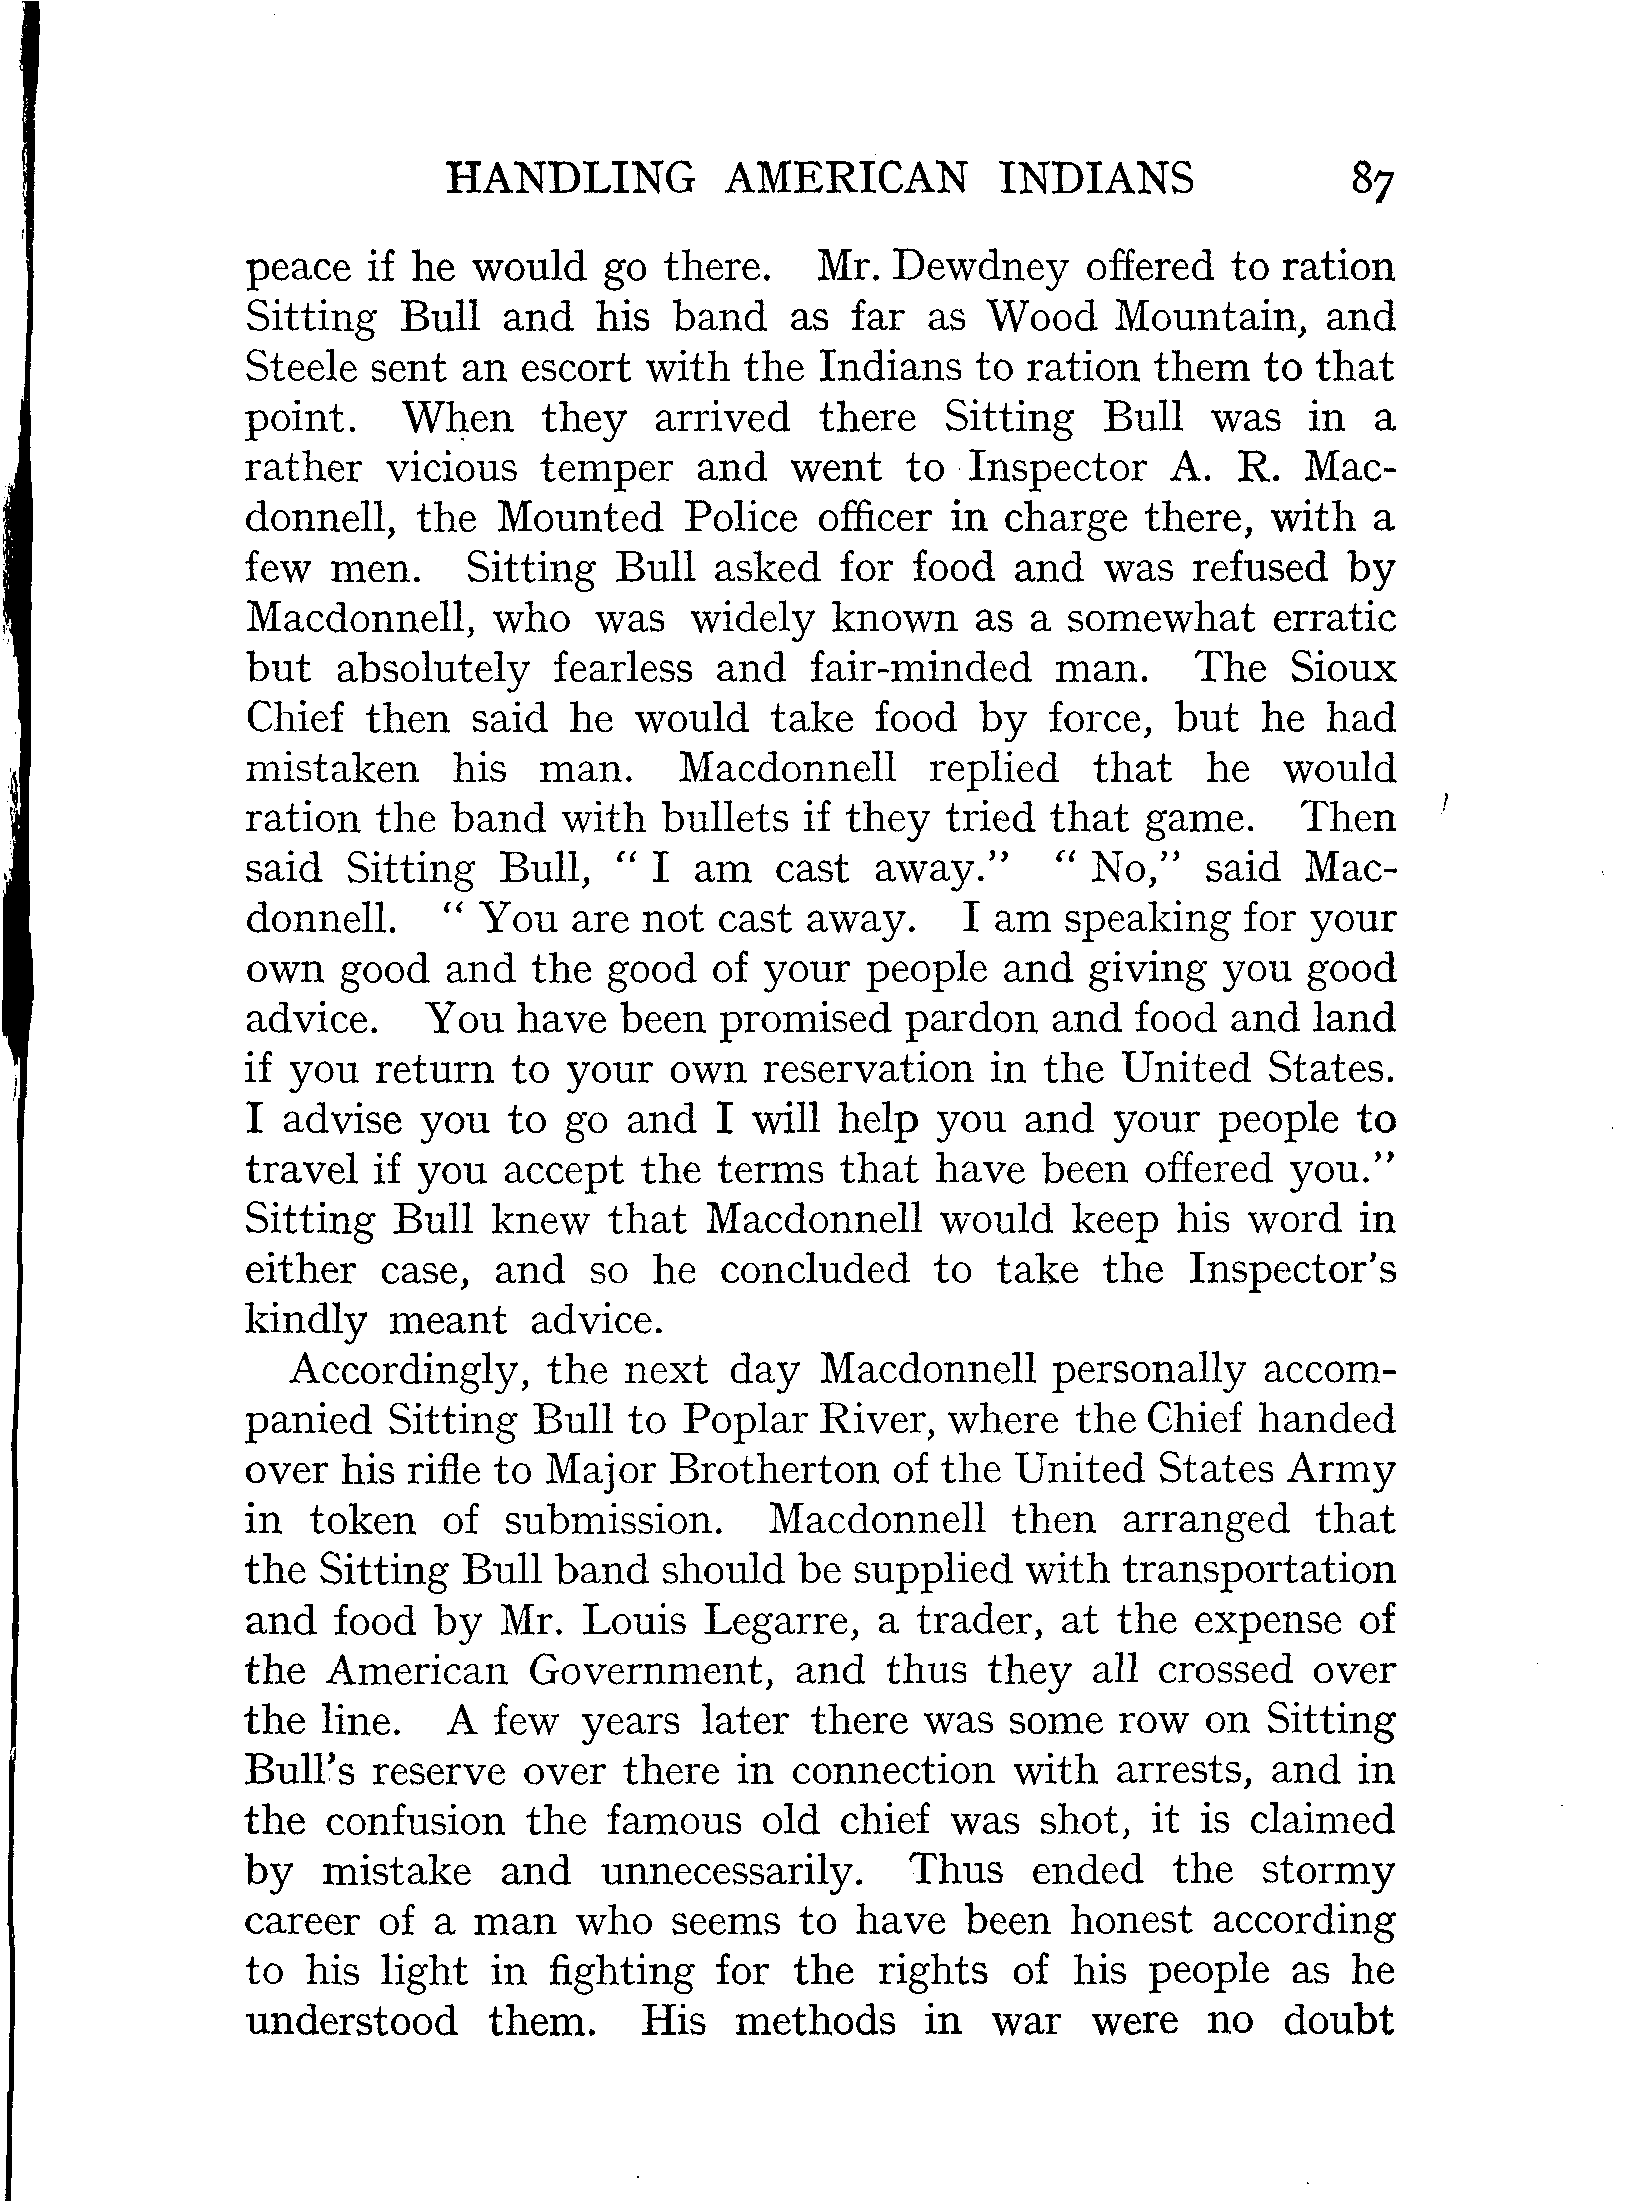 HANDLING AMERICAN INDIANS 87
peace if he would go there. Mr. Dewdney offered to ration
Sitting Bull and his band as far as Wood Mountain, and
Steele sent an escort with the Indians to ration them to that
point. When they arrived there Sitting Bull was in a
rather vicious temper and went to Inspector A. R. Mac-
donnell, the Mounted Police officer in charge there, with a
few men. Sitting Bull asked for food and was refused by
Macdonnell, who was widely known as a somewhat erratic
but absolutely fearless and fair-minded man. The Sioux
Chief then said he would take food by force, but he had
mistaken his man. Macdonnell replied that he would
ration the band with bullets if they tried that game. Then
said Sitting Bull, " I am cast away." " No," said Mac-
donnell. " You are not cast away. I am speaking for your
own good and the good of your people and giving you good
advice. You have been promised pardon and food and land
if you return to your own reservation in the United States.
I advise you to go and I will help you and your people to
travel if you accept the terms that have been offered you."
Sitting Bull knew that Macdonnell would keep his word in
either case, and so he concluded to take the Inspector's
kindly meant advice.
Accordingly, the next day Macdonnell personally accom-
panied Sitting Bull to Poplar River, where the Chief handed
over his rifle to Major Brotherton of the United States Army
in token of submission. Macdonnell then arranged that
the Sitting Bull band should be supplied with transportation
and food by Mr. Louis Legarre, a trader, at the expense of
the American Government, and thus they all crossed over
the line. A few years later there was some row on Sitting
Bull's reserve over there in connection with arrests, and in
the confusion the famous old chief was shot, it is claimed
by mistake and unnecessarily. Thus ended the stormy
career of a man who seems to have been honest according
to his light in fighting for the rights of his people as he
understood them. His methods in war were no doubt